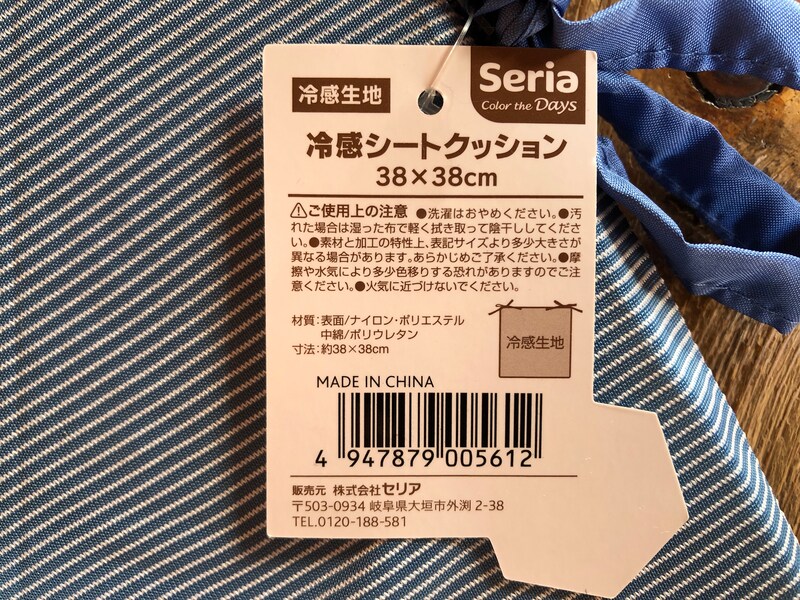 冷感生地
Seria
Color the Days
冷感シートクッション
38×38cm
⚠ご使用上の注意 ●洗濯はおやめください。●汚
れた場合は湿った布で軽く拭き取って陰干ししてくださ
い。●素材と加工の特性上、表記サイズより多少大きさが
異なる場合があります。あらかじめご了承ください。●摩
擦や水気により多少色移りする恐れがありますのでご注
意ください。●火気に近づけないでください。
材質：表面/ナイロン・ポリエステル
中綿/ポリウレタン
寸法：約38×38cm
冷感生地
MADE IN CHINA
4 947879 005612
販売元 株式会社セリア
〒503-0934 岐阜県大垣市外渕 2-38
TEL.0120-188-581